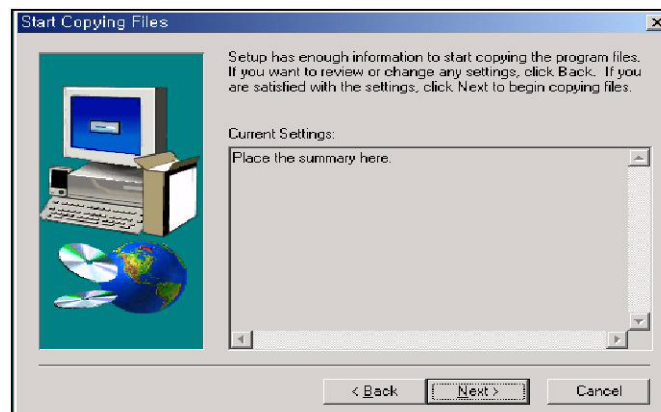 Start Copying Files
Setup has enough information to start copying the program files.
If you want to review or change any settings, click Back. If you
are satisfied with the settings, click Next to begin copying files.
Current Settings:
Place the summary here.
< Back
Next >
Cancel